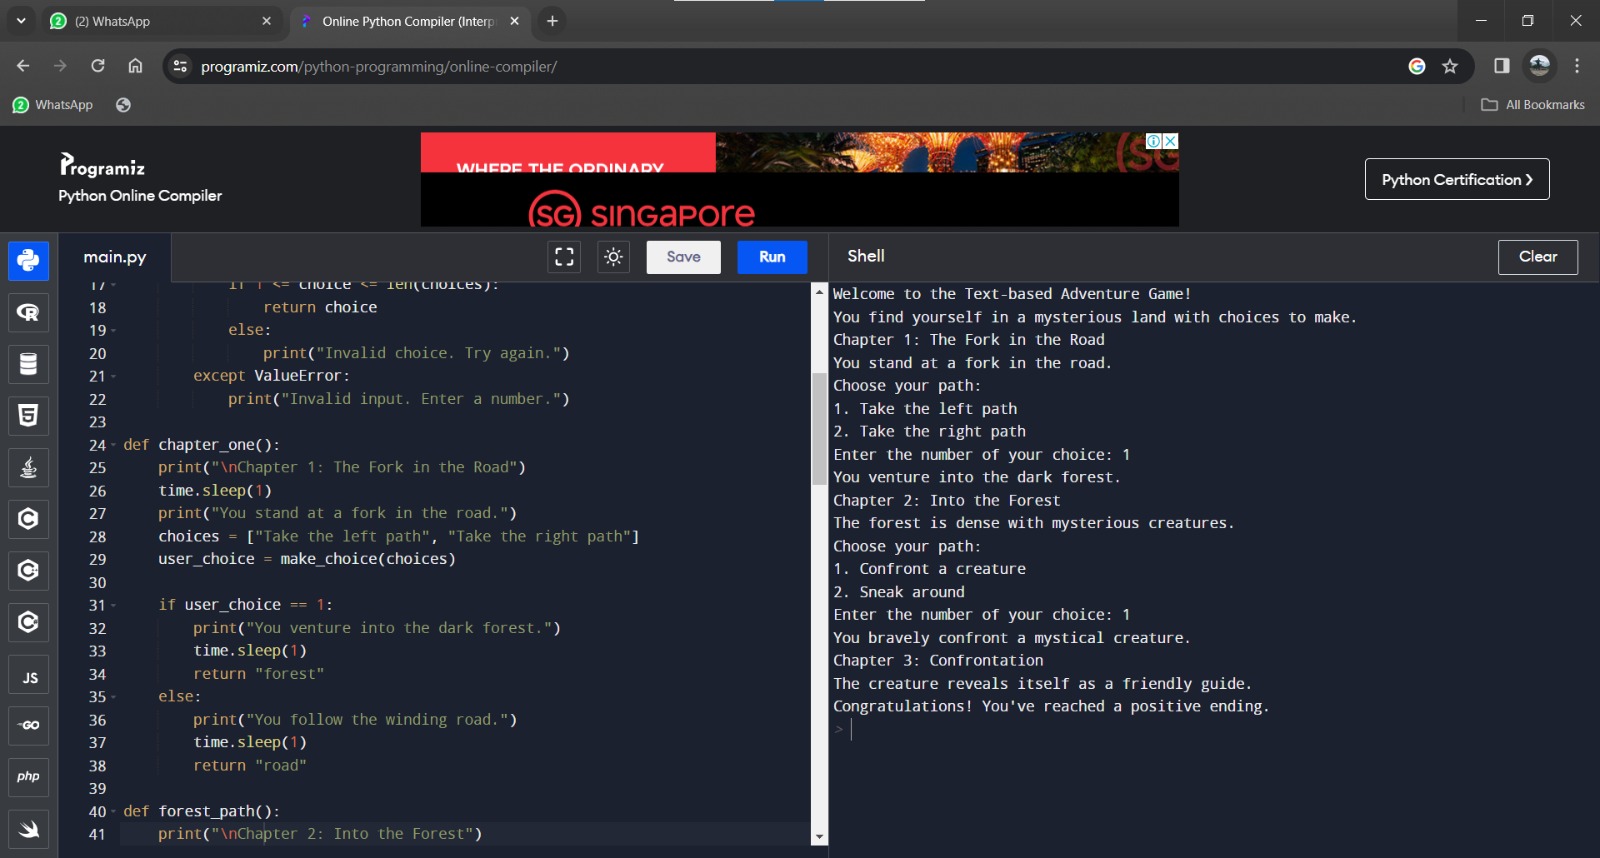 2 (2) WhatsApp
Online Python Compiler (Interp
programiz.com/python-programming/online-compiler/
2 WhatsApp
All Bookmarks
Programiz
Python Online Compiler
WHERE THE ORDINARY
SG SINGAPORE
Python Certification >
main.py
Save
Run
Shell
Clear
17 if 1 <= choice <= len(choices):
18 return choice
19 else:
20 print("Invalid choice. Try again.")
21 except ValueError:
22 print("Invalid input. Enter a number.")
23
24 def chapter_one():
25 print("\nChapter 1: The Fork in the Road")
26 time.sleep(1)
27 print("You stand at a fork in the road.")
28 choices = ["Take the left path", "Take the right path"]
29 user_choice = make_choice(choices)
30
31 if user_choice == 1:
32 print("You venture into the dark forest.")
33 time.sleep(1)
34 return "forest"
35 else:
36 print("You follow the winding road.")
37 time.sleep(1)
38 return "road"
39
40 def forest_path():
41 print("\nChapter 2: Into the Forest")
Welcome to the Text-based Adventure Game!
You find yourself in a mysterious land with choices to make.
Chapter 1: The Fork in the Road
You stand at a fork in the road.
Choose your path:
1. Take the left path
2. Take the right path
Enter the number of your choice: 1
You venture into the dark forest.
Chapter 2: Into the Forest
The forest is dense with mysterious creatures.
Choose your path:
1. Confront a creature
2. Sneak around
Enter the number of your choice: 1
You bravely confront a mystical creature.
Chapter 3: Confrontation
The creature reveals itself as a friendly guide.
Congratulations! You've reached a positive ending.
>
R
5
C
C
C
JS
GO
php